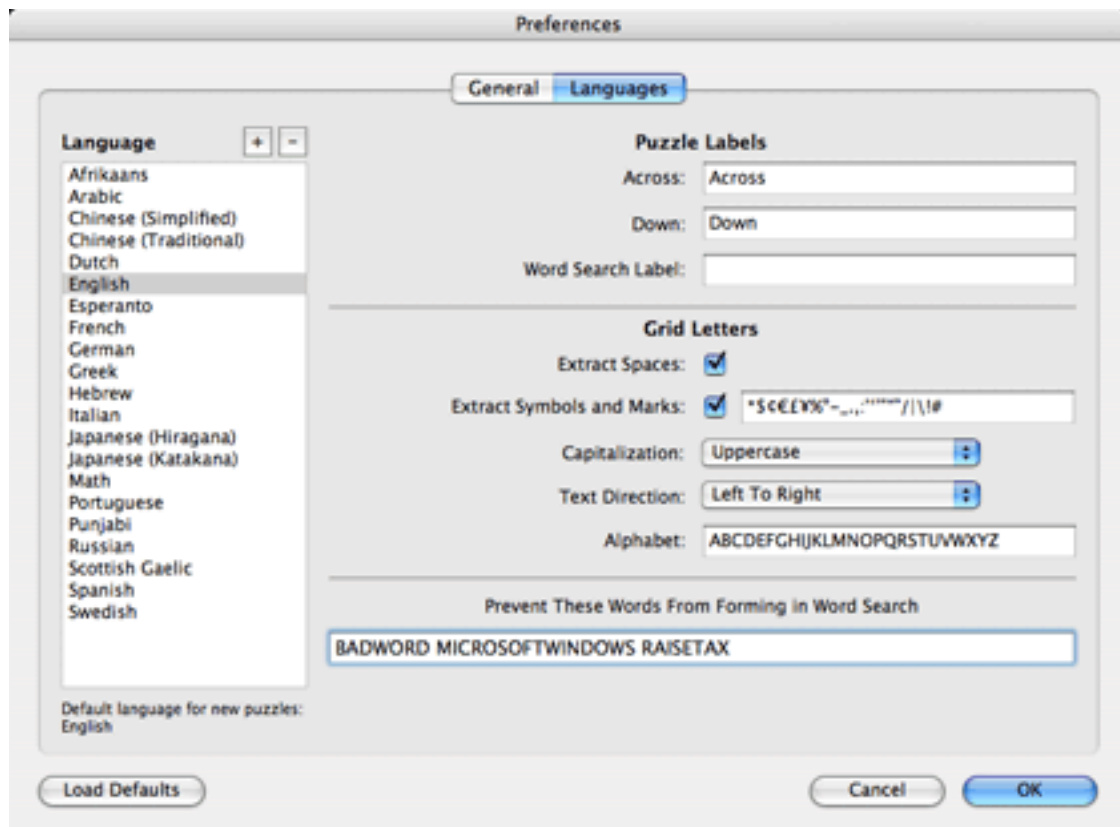 Preferences
General Languages
Language + -
Afrikaans
Arabic
Chinese (Simplified)
Chinese (Traditional)
Dutch
English
Esperanto
French
German
Greek
Hebrew
Italian
Japanese (Hiragana)
Japanese (Katakana)
Math
Portuguese
Punjabi
Russian
Scottish Gaelic
Spanish
Swedish
Default language for new puzzles:
English
Puzzle Labels
Across: Across
Down: Down
Word Search Label:
Grid Letters
Extract Spaces:
Extract Symbols and Marks:
Capitalization: Uppercase
Text Direction: Left To Right
Alphabet: ABCDEFGHIJKLMNOPQRSTUVWXYZ
Prevent These Words From Forming in Word Search
BADWORD MICROSOFTWINDOWS RAISETAX
Load Defaults Cancel OK